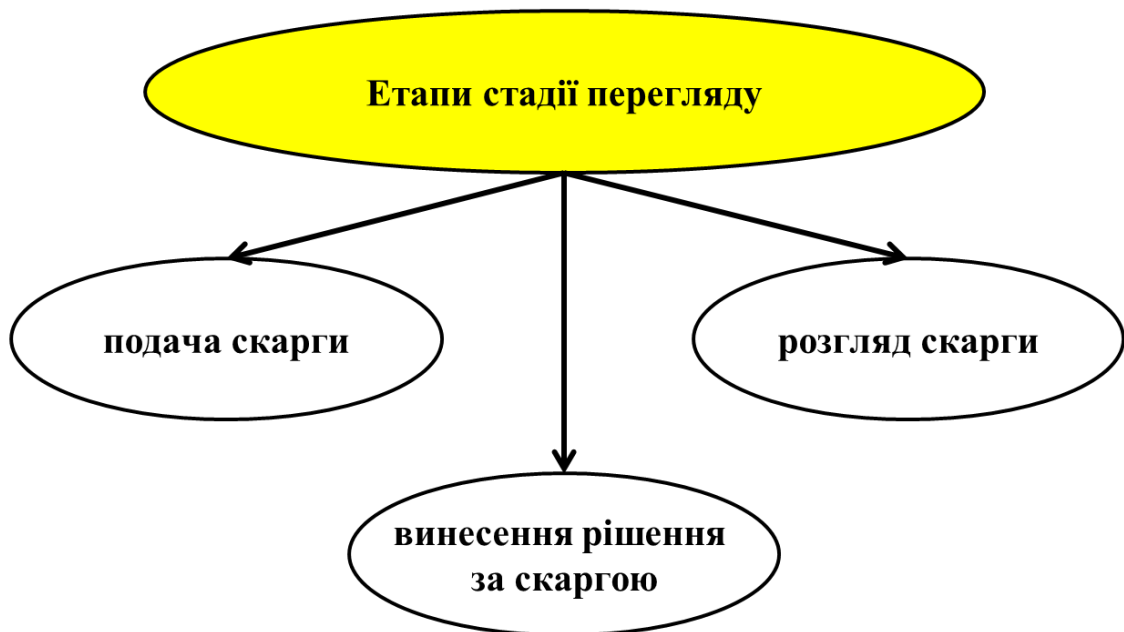 Етапи стадії перегляду
подача скарги
розгляд скарги
винесення рішення
за скаргою